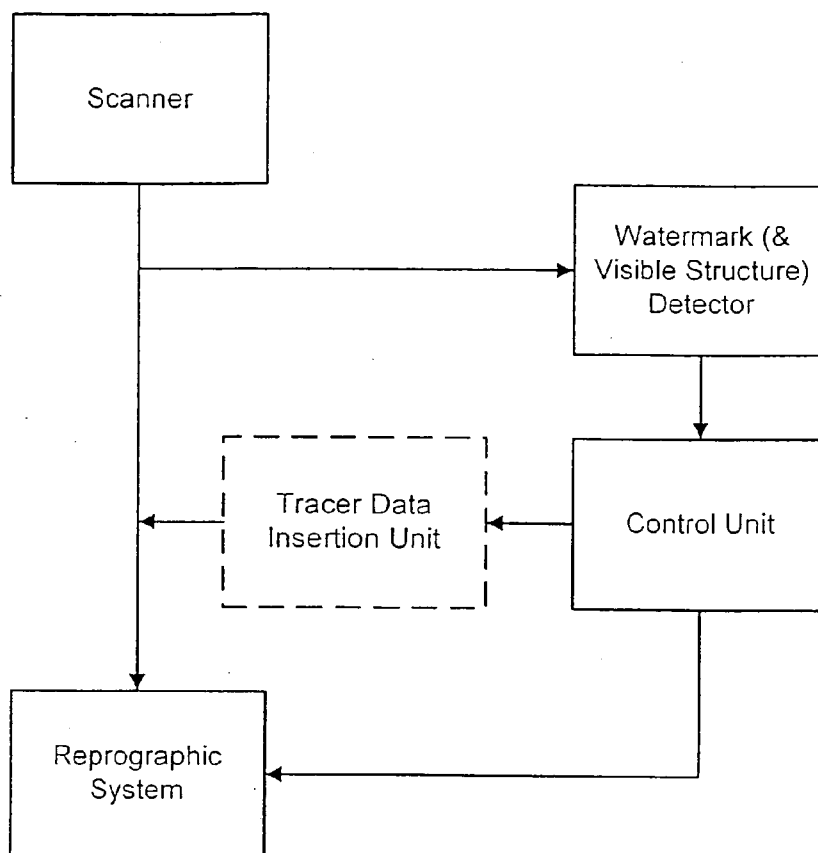 Scanner
Watermark (&
Visible Structure)
Detector
Tracer Data
Insertion Unit
Control Unit
Reprographic
System